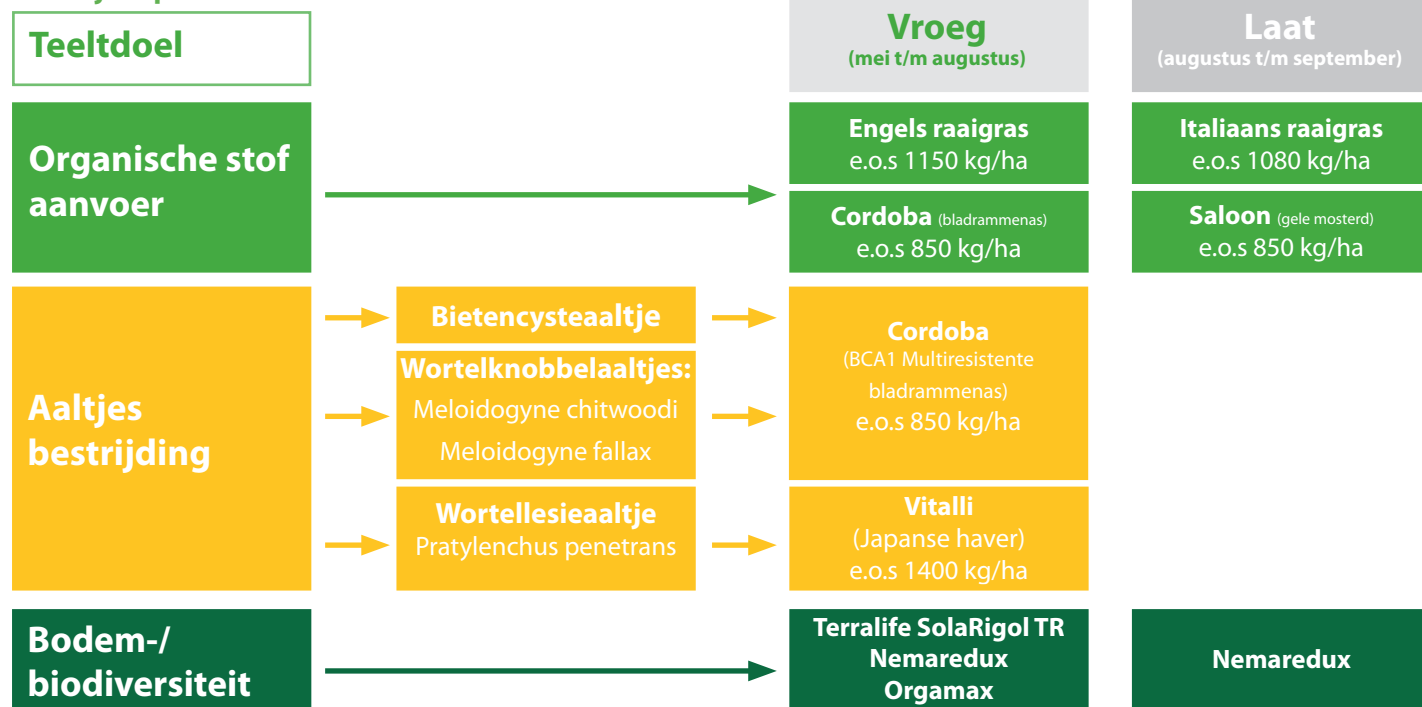 Teeltdoel
Vroeg
(mei t/m augustus)
Laat
(augustus t/m september)
Organische stof
aanvoer
Engels raaigras
e.o.s 1150 kg/ha
Italiaans raaigras
e.o.s 1080 kg/ha
Cordoba (bladrammenas)
e.o.s 850 kg/ha
Saloon (gele mosterd)
e.o.s 850 kg/ha
Aaltjes
bestrijding
Bietencysteaaltje
Wortelknobbelaaltjes:
Meloidogyne chitwoodi
Meloidogyne fallax
Cordoba
(BCA1 Multiresistente
bladrammenas)
e.o.s 850 kg/ha
Wortellesieaaltje
Pratylenchus penetrans
Vitalli
(Japanse haver)
e.o.s 1400 kg/ha
Bodem-/
biodiversiteit
Terralife SolaRigol TR
Nemaredux
Orgamax
Nemaredux